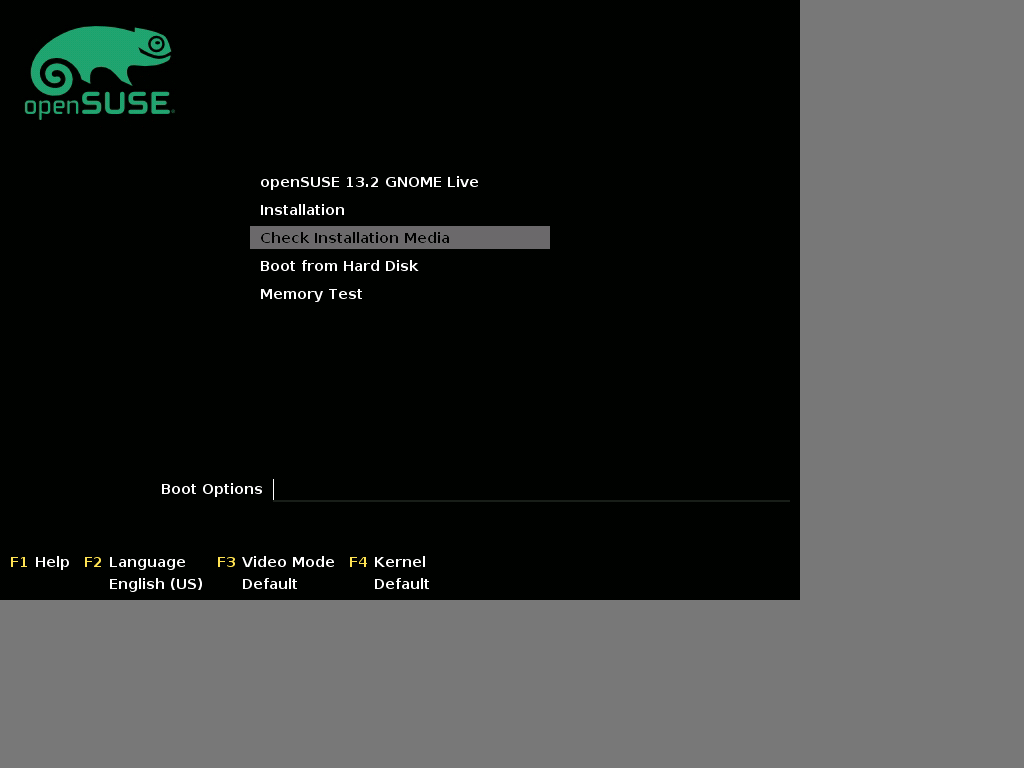 openSUSE
openSUSE 13.2 GNOME Live
Installation
Check Installation Media
Boot from Hard Disk
Memory Test
Boot Options
F1 Help F2 Language F3 Video Mode F4 Kernel
English (US) Default Default